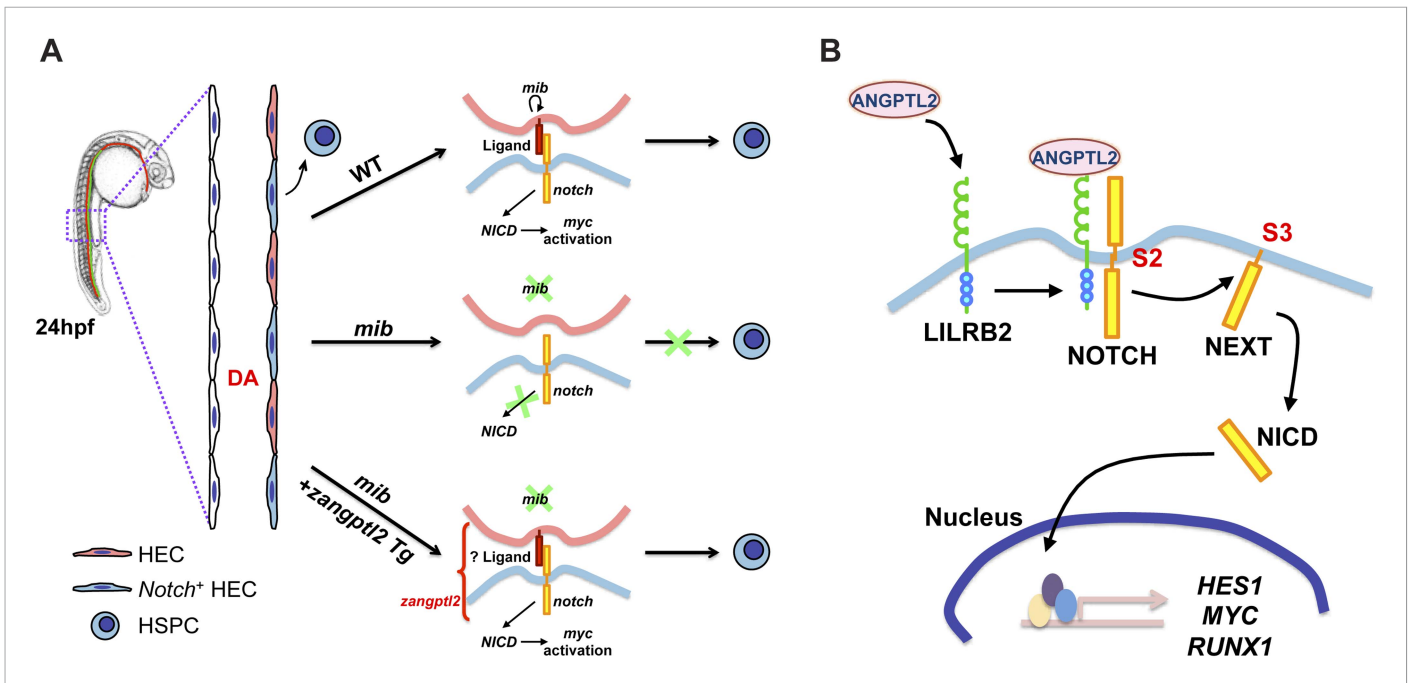 A
24hpf
DA
HEC
Notch+ HEC
HSPC
WT
mib
Ligand
notch
NICD
myc
activation
mib
mib
notch
NICD
mib
+zangptl2 Tg
mib
? Ligand
zangptl2
notch
NICD
myc
activation
B
ANGPTL2
ANGPTL2
S2
S3
LILRB2
NOTCH
NEXT
NICD
Nucleus
HES1
MYC
RUNX1